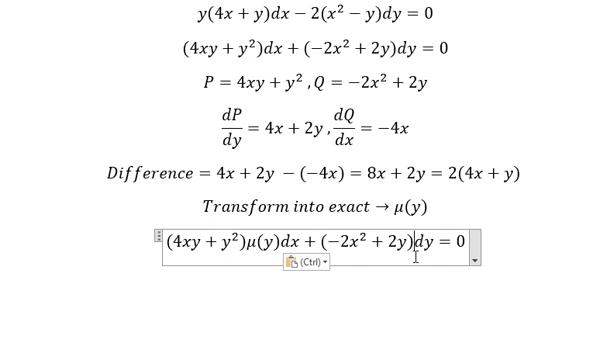 y(4x + y)dx − 2(x² − y)dy = 0
(4xy + y²)dx + (−2x² + 2y)dy = 0
P = 4xy + y² , Q = −2x² + 2y
dP/dy = 4x + 2y , dQ/dx = −4x
Difference = 4x + 2y − (−4x) = 8x + 2y = 2(4x + y)
Transform into exact → μ(y)
(4xy + y²)μ(y)dx + (−2x² + 2y)dy = 0
(Ctrl)